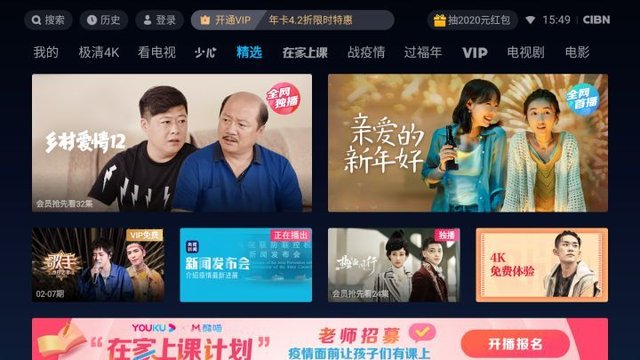 搜索 历史 登录 开通VIP 年卡4.2折限时特惠 抽2020元红包 15:49 CIBN
我的 极清4K 看电视 少儿 精选 在家上课 战疫情 过福年 VIP 电视剧 电影
全网独播
乡村爱情12
会员抢先看32集
全网首播
亲爱的
新年好
VIP免费
歌手
02-07期
正在播出
新闻发布会
介绍疫情最新进展
独播
会员抢先看24集
4K
免费体验
YOUKU × 酷喵
“在家上课计划
老师招募
疫情面前让孩子们有课上
开播报名